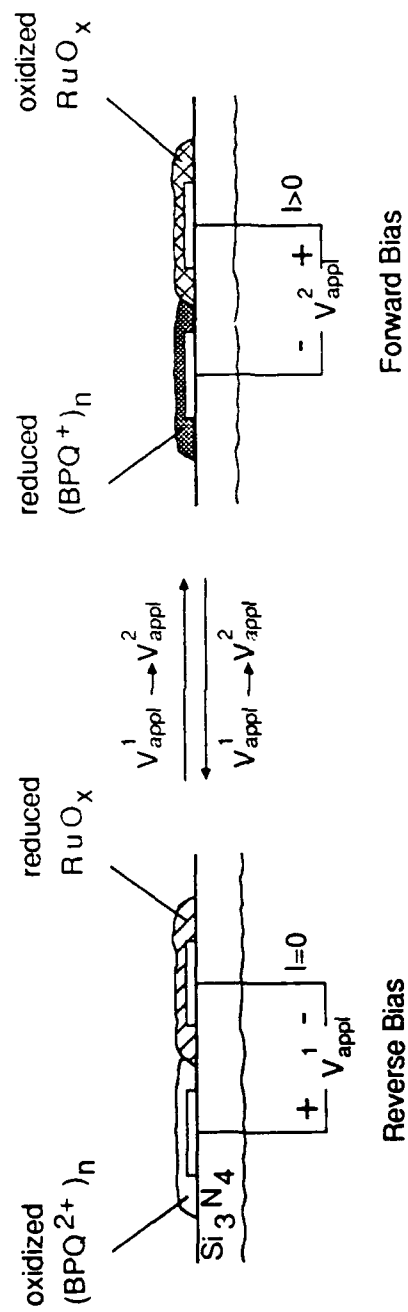 oxidized
(BPQ²⁺)ₙ
reduced
RuOₓ
Si₃N₄
+ V¹appl -
I=0
Reverse Bias
V¹appl → V²appl
V¹appl → V²appl
reduced
(BPQ⁺)ₙ
oxidized
RuOₓ
- V²appl +
I>0
Forward Bias